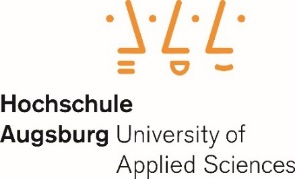 Hochschule
Augsburg University of
Applied Sciences